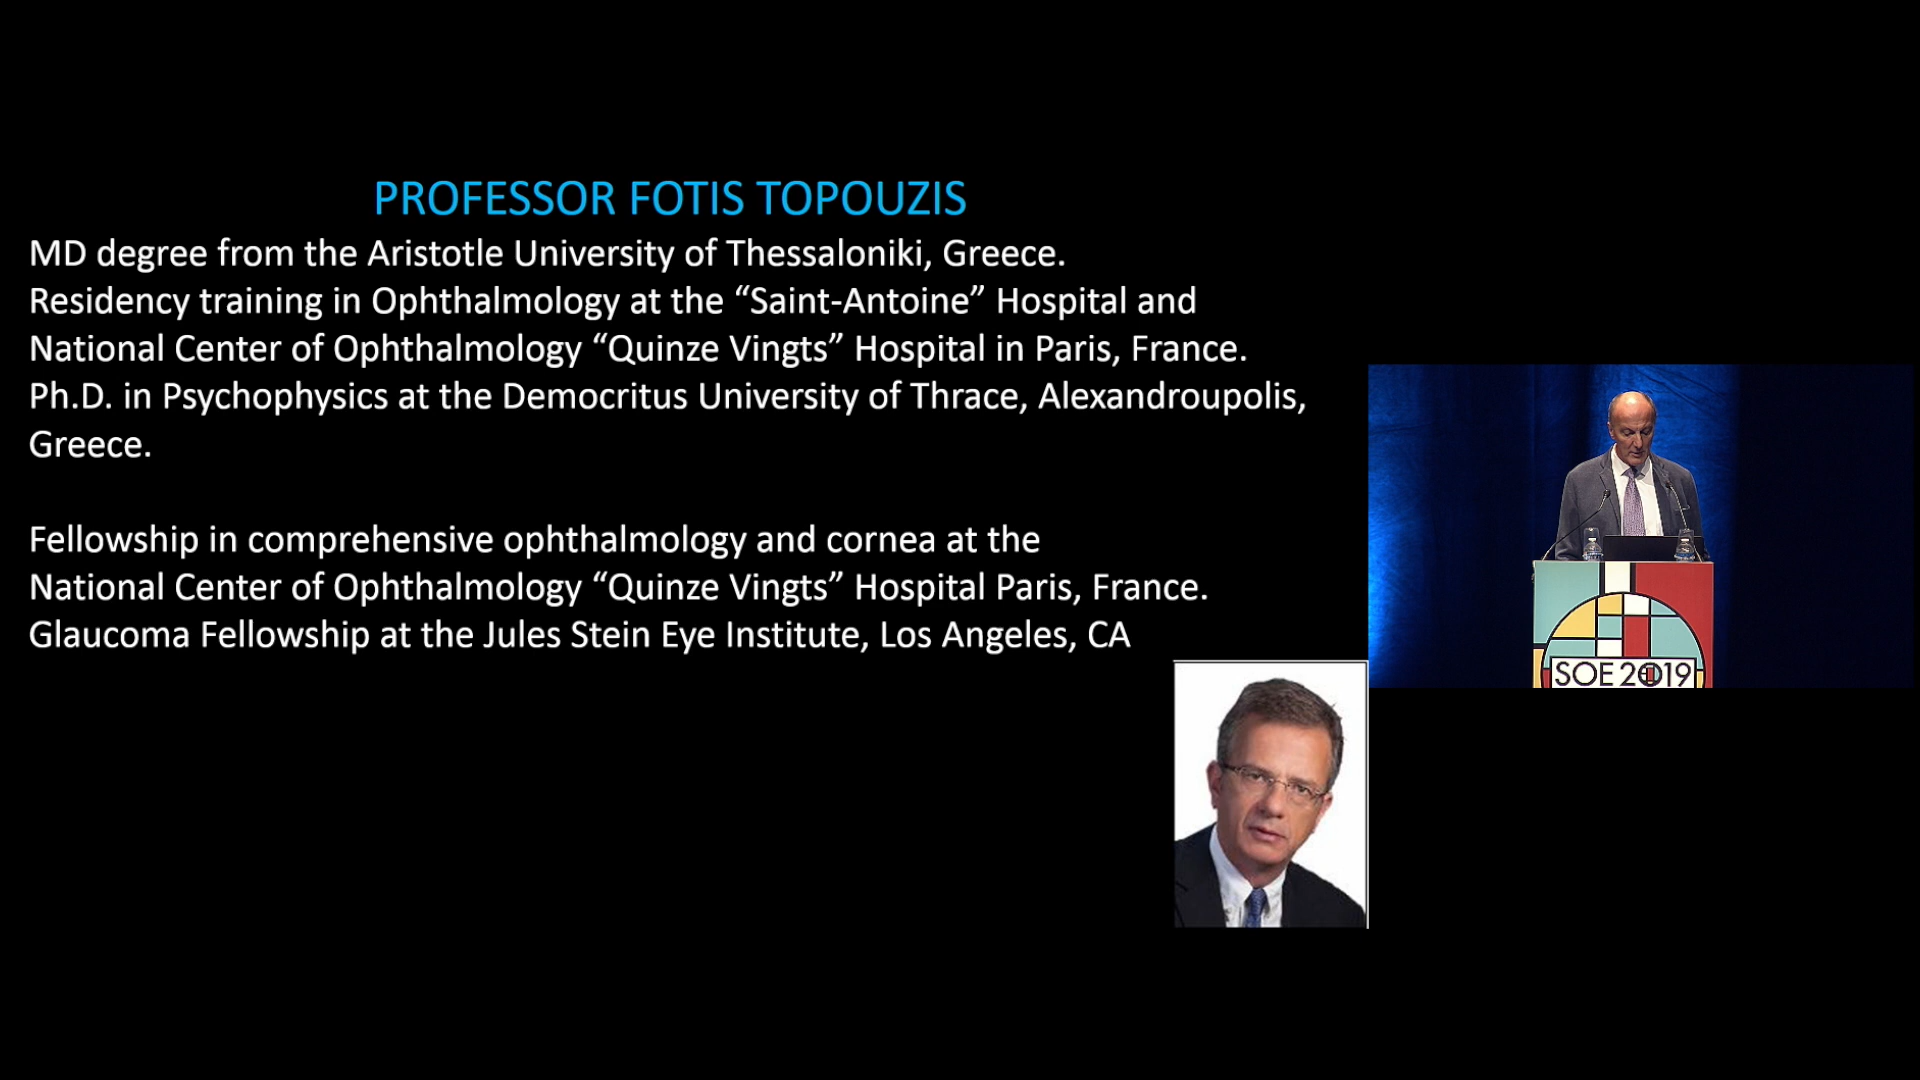 PROFESSOR FOTIS TOPOUZIS
MD degree from the Aristotle University of Thessaloniki, Greece.
Residency training in Ophthalmology at the “Saint-Antoine” Hospital and
National Center of Ophthalmology “Quinze Vingts” Hospital in Paris, France.
Ph.D. in Psychophysics at the Democritus University of Thrace, Alexandroupolis,
Greece.
Fellowship in comprehensive ophthalmology and cornea at the
National Center of Ophthalmology “Quinze Vingts” Hospital Paris, France.
Glaucoma Fellowship at the Jules Stein Eye Institute, Los Angeles, CA
SOE 2019